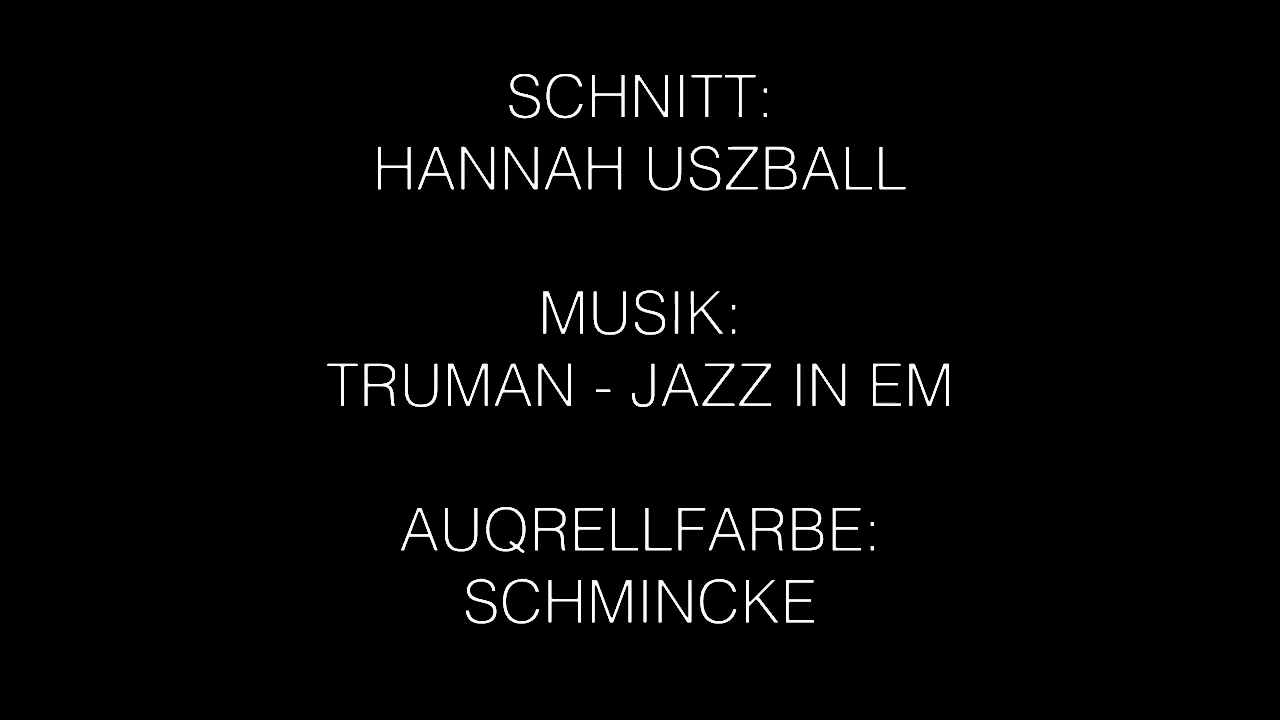 SCHNITT:
HANNAH USZBALL
MUSIK:
TRUMAN - JAZZ IN EM
AUQRELLFARBE:
SCHMINCKE